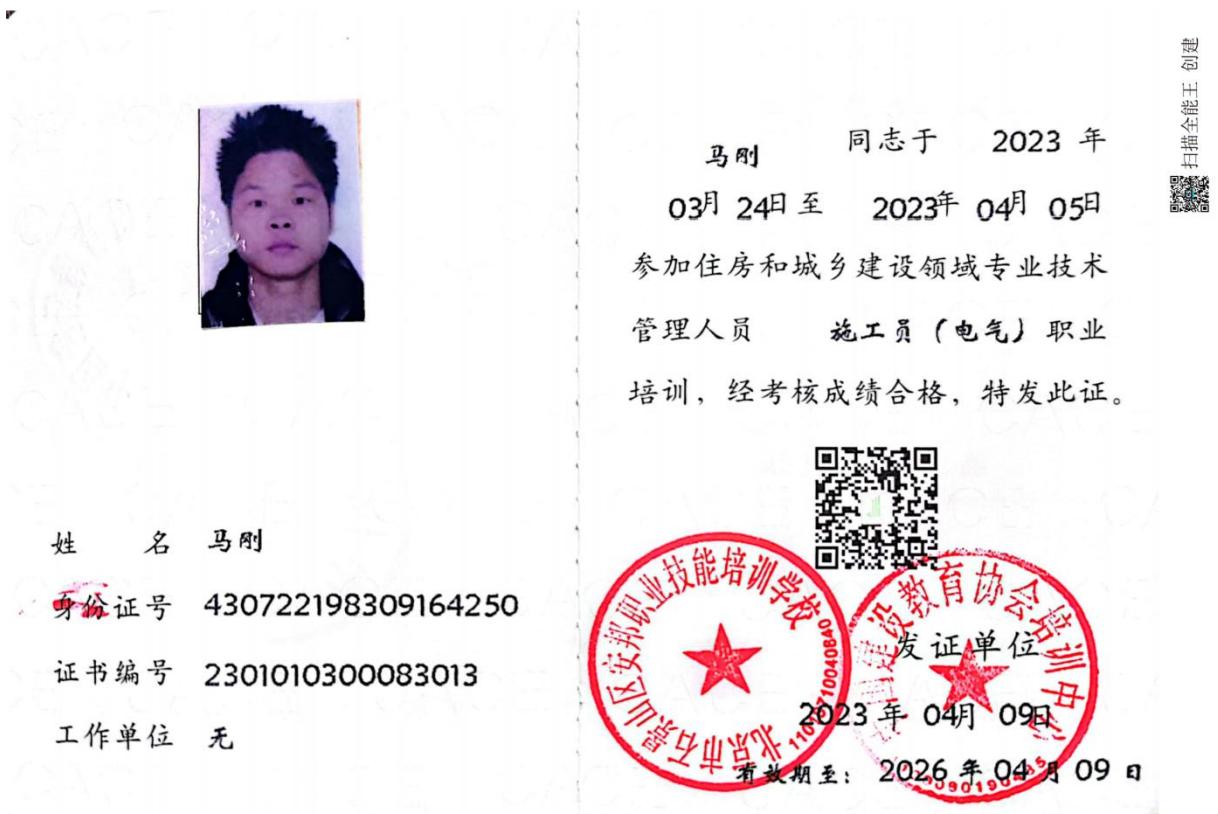 姓 名 马刚
身份证号 430722198309164250
证书编号 2301010300083013
工作单位 无
马刚 同志于 2023 年
03月 24日 至 2023年 04月 05日
参加住房和城乡建设领域专业技术
管理人员 施工员(电气) 职业
培训,经考核成绩合格,特发此证。
北京市石景山区安邦职业技能培训学校
建设教育协会培训中心
发证单位
2023 年 04月 09日
有效期至: 2026 年 04 月 09 日
扫描全能王 创建